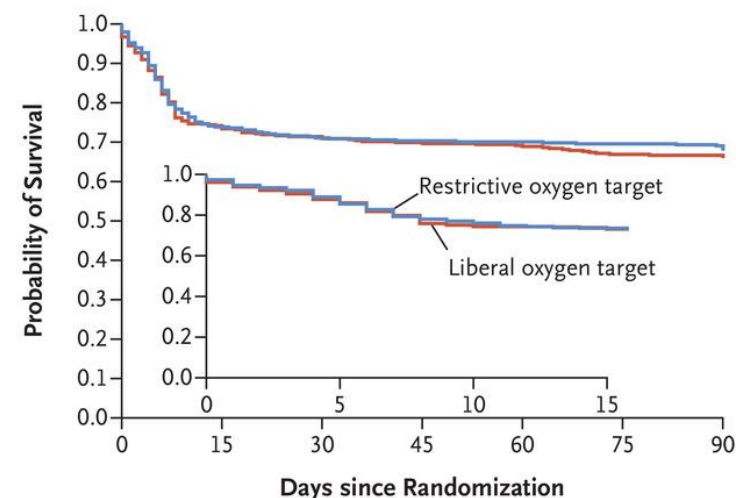 Probability of Survival
1.0
0.9
0.8
0.7
0.6
0.5
0.4
0.3
0.2
0.1
0.0
0 15 30 45 60 75 90
Days since Randomization
1.0
0.8
0.6
0.4
0.2
0.0
0 5 10 15
Restrictive oxygen target
Liberal oxygen target